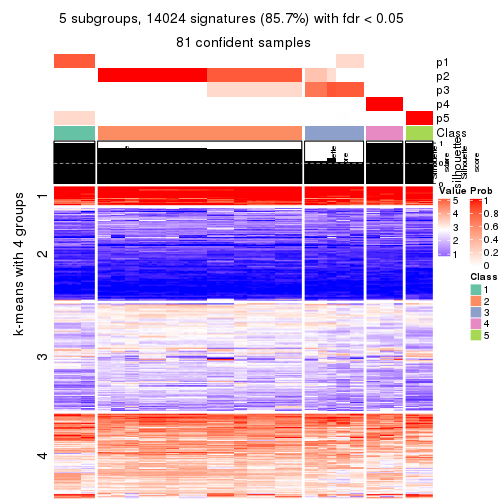 5 subgroups, 14024 signatures (85.7%) with fdr < 0.05
81 confident samples
p1
p2
p3
p4
p5
Class
1
0
silhouette
score
Silhouette
score
k-means with 4 groups
1
2
3
4
Value
5
4
3
2
1
Prob
1
0.8
0.6
0.4
0.2
0
Class
1
2
3
4
5